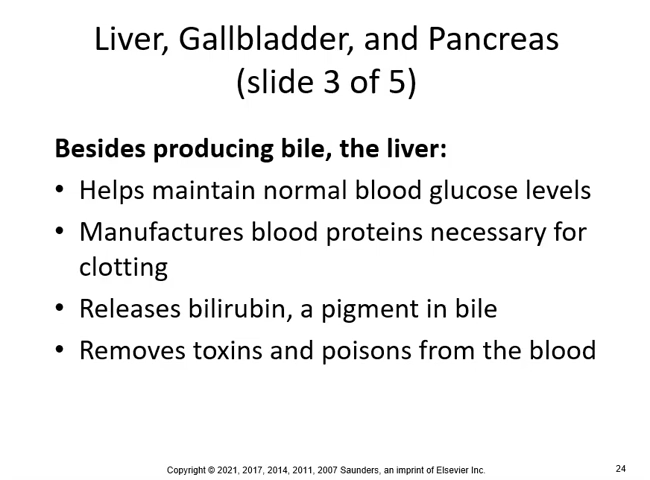 Liver, Gallbladder, and Pancreas
(slide 3 of 5)
Besides producing bile, the liver:
• Helps maintain normal blood glucose levels
• Manufactures blood proteins necessary for
clotting
• Releases bilirubin, a pigment in bile
• Removes toxins and poisons from the blood
Copyright © 2021, 2017, 2014, 2011, 2007 Saunders, an imprint of Elsevier Inc.
24